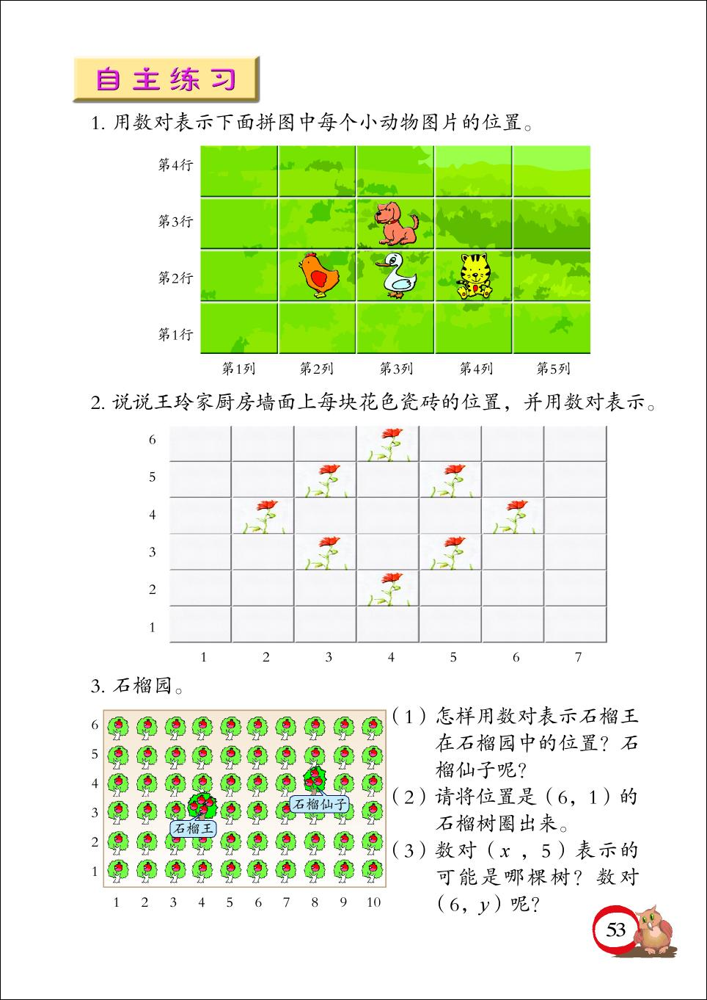 自主练习
1. 用数对表示下面拼图中每个小动物图片的位置。
第4行
第3行
第2行
第1行
第1列 第2列 第3列 第4列 第5列
2. 说说王玲家厨房墙面上每块花色瓷砖的位置，并用数对表示。
6
5
4
3
2
1
1 2 3 4 5 6 7
3. 石榴园。
6
5
4
3
2
1
石榴仙子
石榴王
1 2 3 4 5 6 7 8 9 10
（1）怎样用数对表示石榴王
在石榴园中的位置？石
榴仙子呢？
（2）请将位置是（6，1）的
石榴树圈出来。
（3）数对（x ，5）表示的
可能是哪棵树？数对
（6，y）呢？
53